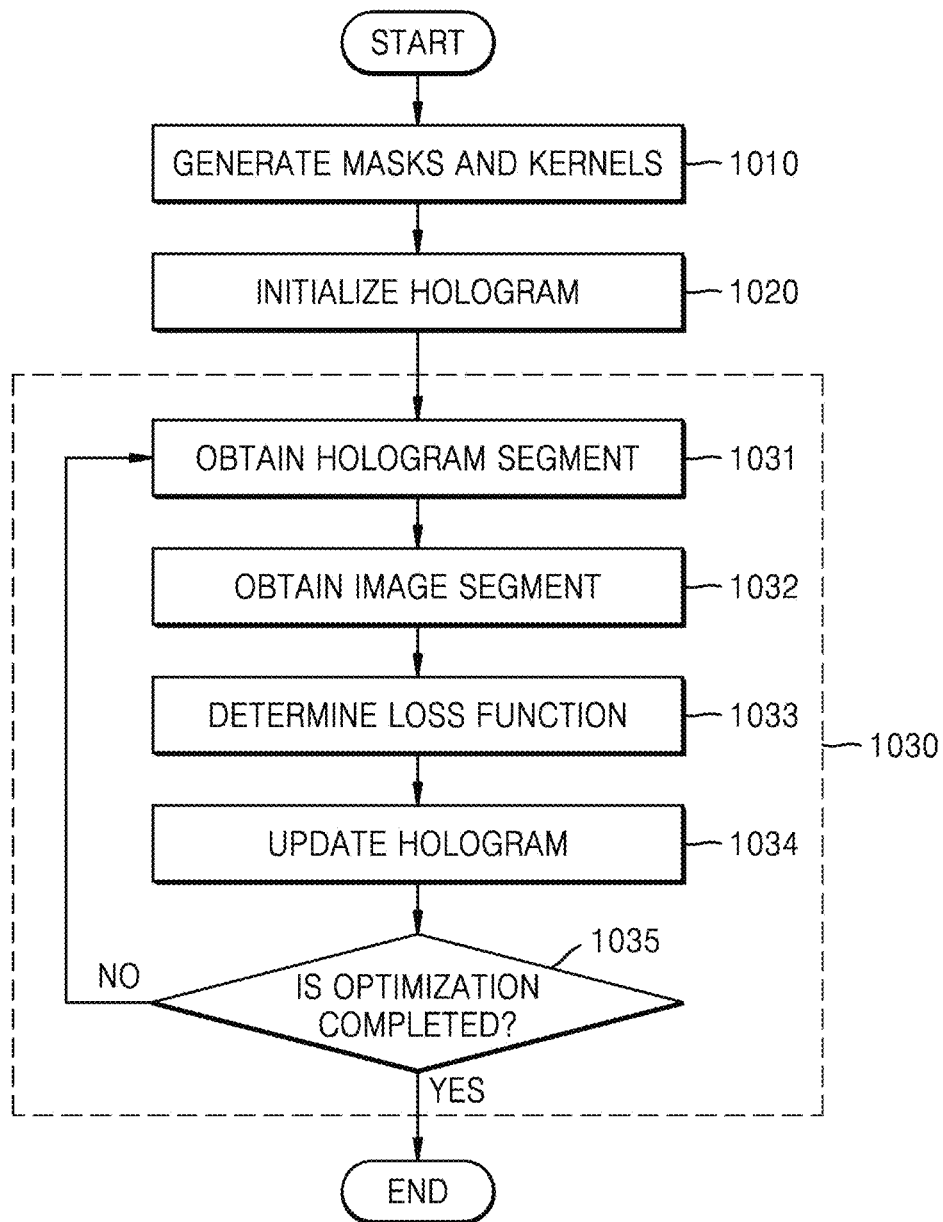 START
GENERATE MASKS AND KERNELS
1010
INITIALIZE HOLOGRAM
1020
OBTAIN HOLOGRAM SEGMENT
1031
OBTAIN IMAGE SEGMENT
1032
DETERMINE LOSS FUNCTION
1033
1030
UPDATE HOLOGRAM
1034
1035
NO
IS OPTIMIZATION
COMPLETED?
YES
END